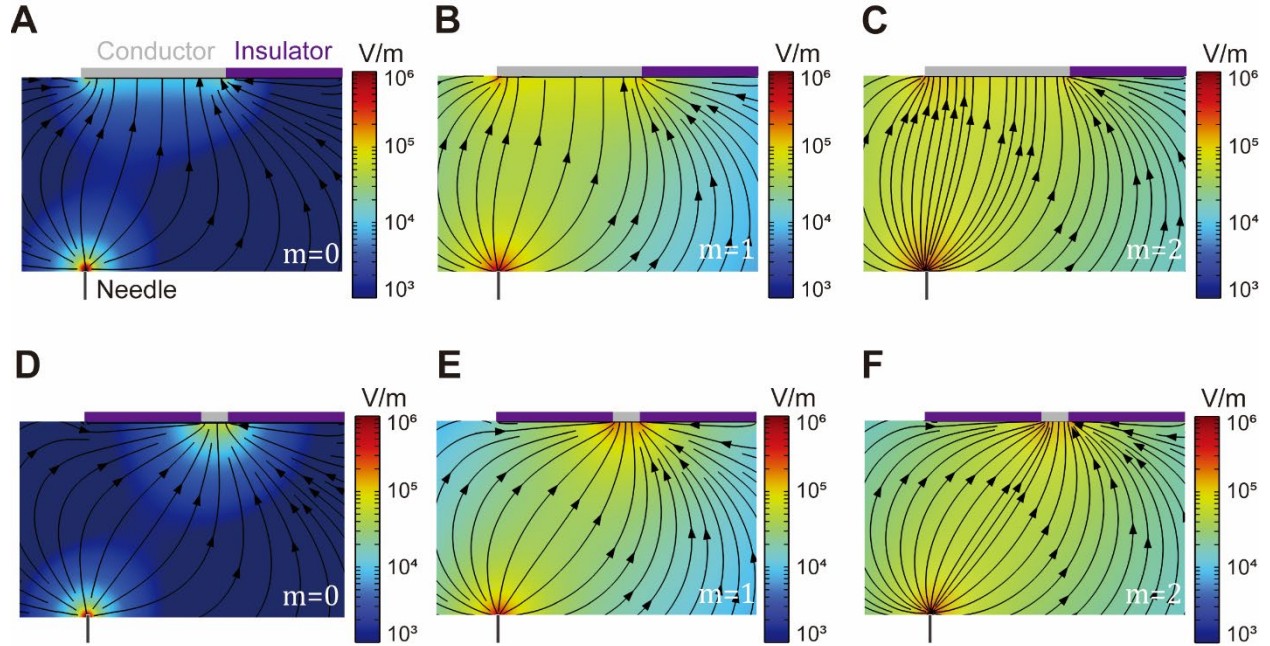 A
B
C
Conductor Insulator
V/m
V/m
V/m
10⁶
10⁵
10⁴
10³
10⁶
10⁵
10⁴
10³
10⁶
10⁵
10⁴
10³
m=0
m=1
m=2
Needle
D
E
F
V/m
V/m
V/m
10⁶
10⁵
10⁴
10³
10⁶
10⁵
10⁴
10³
10⁶
10⁵
10⁴
10³
m=0
m=1
m=2